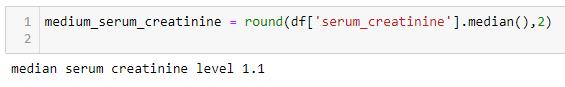 1 medium_serum_creatinine = round(df['serum_creatinine'].median(),2)
2
median serum creatinine level 1.1